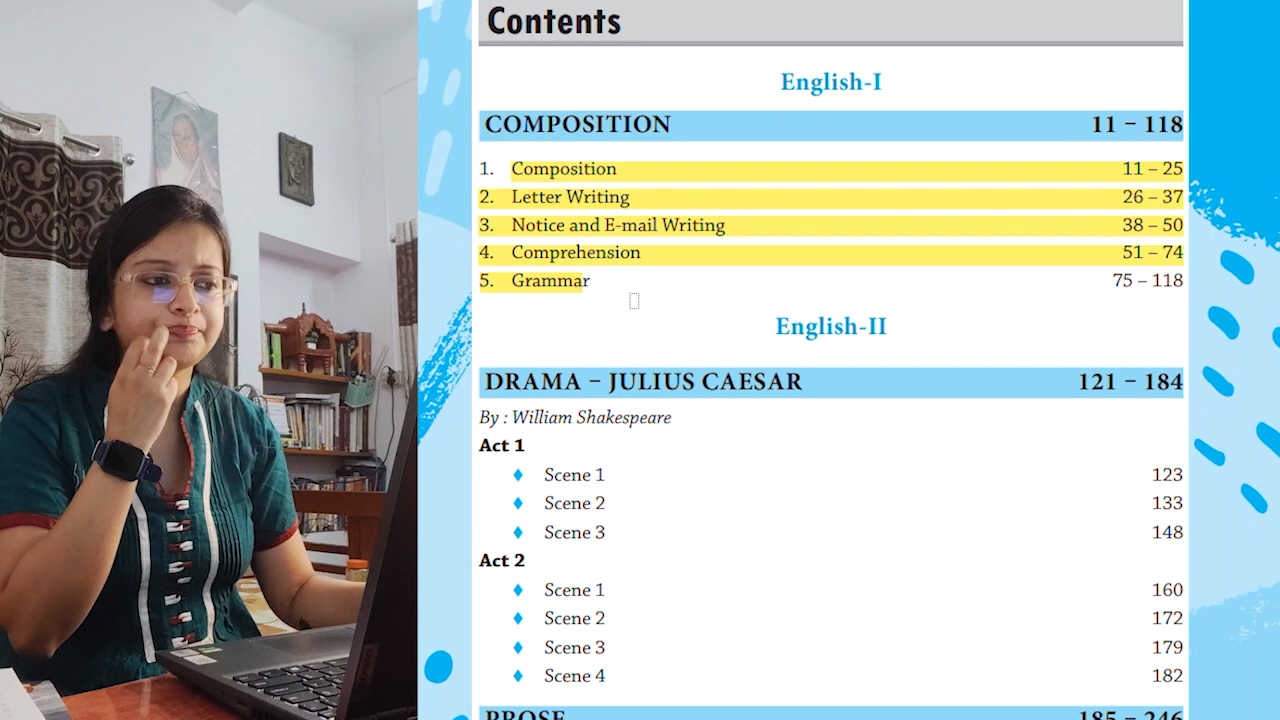 Contents
English-I
COMPOSITION 11 – 118
1. Composition 11 – 25
2. Letter Writing 26 – 37
3. Notice and E-mail Writing 38 – 50
4. Comprehension 51 – 74
5. Grammar 75 – 118
English-II
DRAMA – JULIUS CAESAR 121 – 184
By : William Shakespeare
Act 1
♦ Scene 1 123
♦ Scene 2 133
♦ Scene 3 148
Act 2
♦ Scene 1 160
♦ Scene 2 172
♦ Scene 3 179
♦ Scene 4 182
PROSE 185 – 246